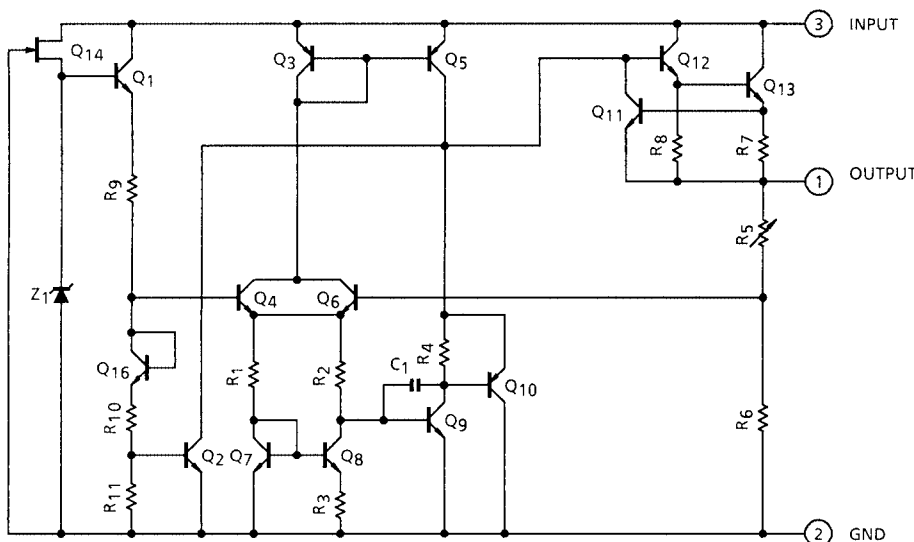 3 INPUT
Q14
Q1
Q3
Q5
Q12
Q13
Q11
R8
R7
1 OUTPUT
R9
R5
Z1
Q4
Q6
Q16
R1
R2
C1
R4
Q10
R10
Q9
R6
Q2
Q7
Q8
R11
R3
2 GND